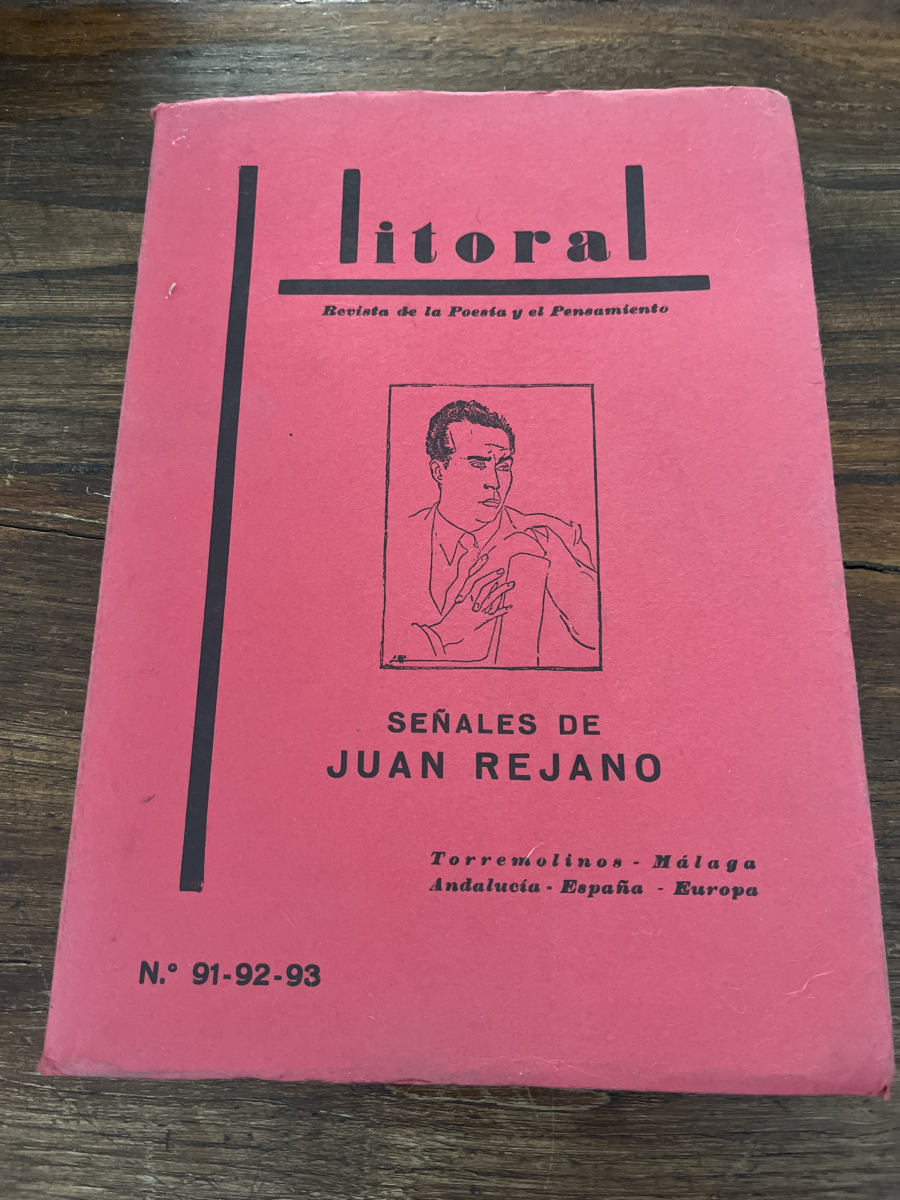 litoral
Revista de la Poesía y el Pensamiento
SEÑALES DE
JUAN REJANO
Torremolinos - Málaga
Andalucía - España - Europa
N.º 91-92-93